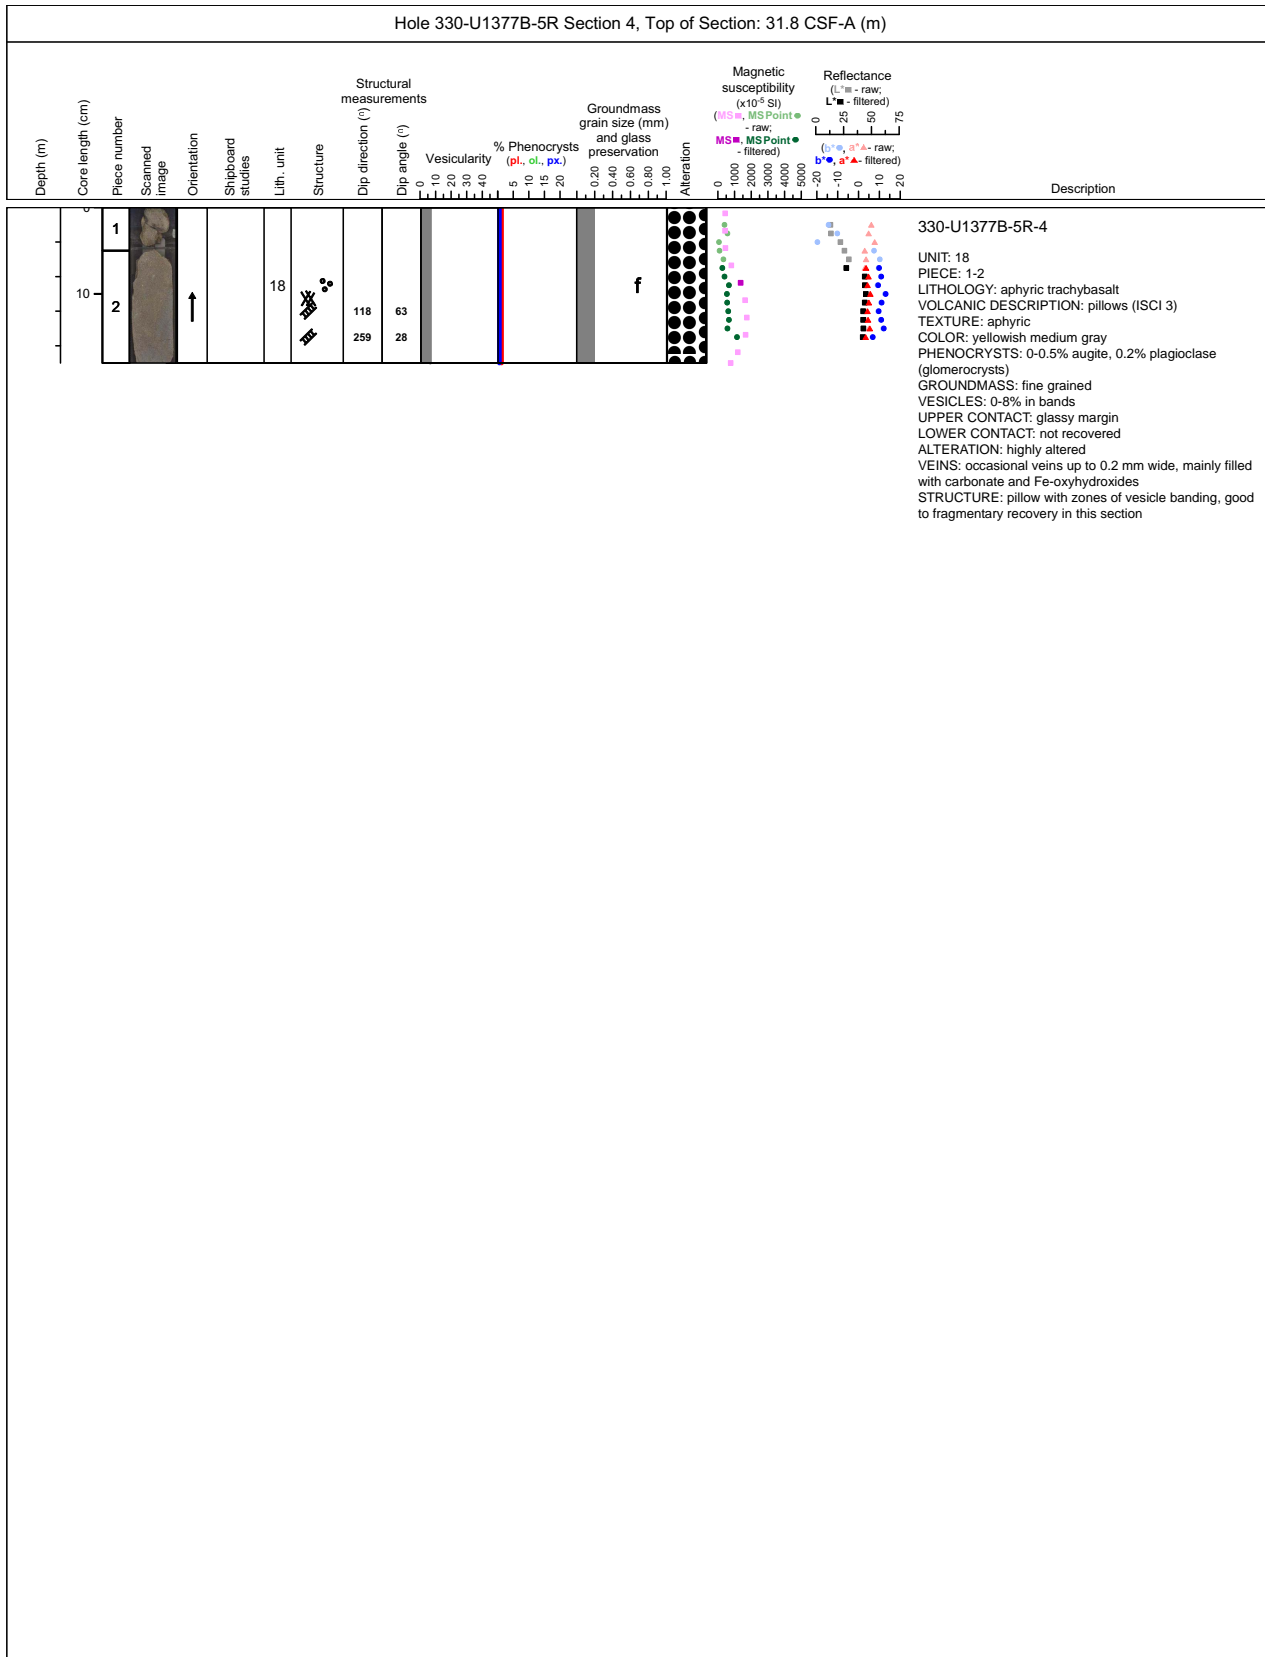 Hole 330-U1377B-5R Section 4, Top of Section: 31.8 CSF-A (m)
Depth (m)
Core length (cm)
Piece number
Scanned
image
Orientation
Shipboard
studies
Lith. unit
Structure
Structural
measurements
Dip direction (º)
Dip angle (º)
Vesicularity
0 10 20 30 40
% Phenocrysts
(pl., ol., px.)
5 10 15 20
Groundmass
grain size (mm)
and glass
preservation
0.20 0.40 0.60 0.80 1.00
Alteration
Magnetic
susceptibility
(x10⁻⁵ SI)
(MS■, MSPoint●
- raw;
MS■, MSPoint●
- filtered)
0 1000 2000 3000 4000 5000
Reflectance
(L*■ - raw;
L*■ - filtered)
0 25 50 75
(b*●, a*▲- raw;
b*●, a*▲- filtered)
-20 -10 0 10 20
Description
0
1
10
2
18
118 63
259 28
f
330-U1377B-5R-4
UNIT: 18
PIECE: 1-2
LITHOLOGY: aphyric trachybasalt
VOLCANIC DESCRIPTION: pillows (ISCI 3)
TEXTURE: aphyric
COLOR: yellowish medium gray
PHENOCRYSTS: 0-0.5% augite, 0.2% plagioclase
(glomerocrysts)
GROUNDMASS: fine grained
VESICLES: 0-8% in bands
UPPER CONTACT: glassy margin
LOWER CONTACT: not recovered
ALTERATION: highly altered
VEINS: occasional veins up to 0.2 mm wide, mainly filled
with carbonate and Fe-oxyhydroxides
STRUCTURE: pillow with zones of vesicle banding, good
to fragmentary recovery in this section